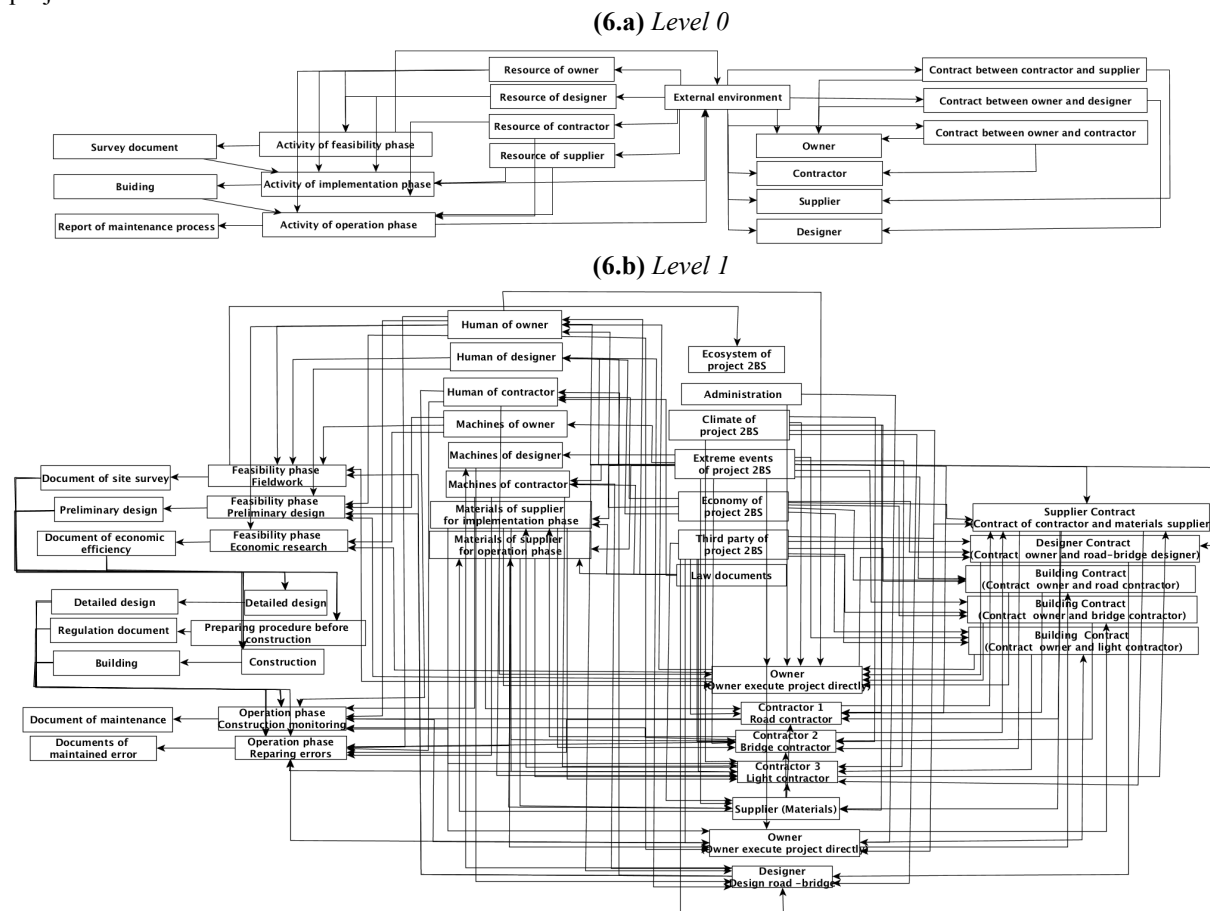 (6.a) Level 0
Resource of owner
Resource of designer
Resource of contractor
Resource of supplier
External environment
Contract between contractor and supplier
Contract between owner and designer
Contract between owner and contractor
Owner
Contractor
Supplier
Designer
Survey document
Buiding
Report of maintenance process
Activity of feasibility phase
Activity of implementation phase
Activity of operation phase
(6.b) Level 1
Human of owner
Human of designer
Human of contractor
Machines of owner
Machines of designer
Machines of contractor
Materials of supplier
for implementation phase
Materials of supplier
for operation phase
Ecosystem of
project 2BS
Administration
Climate of
project 2BS
Extreme events
of project 2BS
Economy of
project 2BS
Third party of
project 2BS
Law documents
Document of site survey
Preliminary design
Document of economic
efficiency
Feasibility phase
Fieldwork
Feasibility phase
Preliminary design
Feasibility phase
Economic research
Detailed design
Regulation document
Building
Detailed design
Preparing procedure before
construction
Construction
Document of maintenance
Documents of
maintained error
Operation phase
Construction monitoring
Operation phase
Reparing errors
Supplier Contract
(Contract of contractor and materials supplier)
Designer Contract
(Contract owner and road-bridge designer)
Building Contract
(Contract owner and road contractor)
Building Contract
(Contract owner and bridge contractor)
Building Contract
(Contract owner and light contractor)
Owner
(Owner execute project directly)
Contractor 1
Road contractor
Contractor 2
Bridge contractor
Contractor 3
Light contractor
Supplier (Materials)
Owner
(Owner execute project directly)
Designer
Design road -bridge